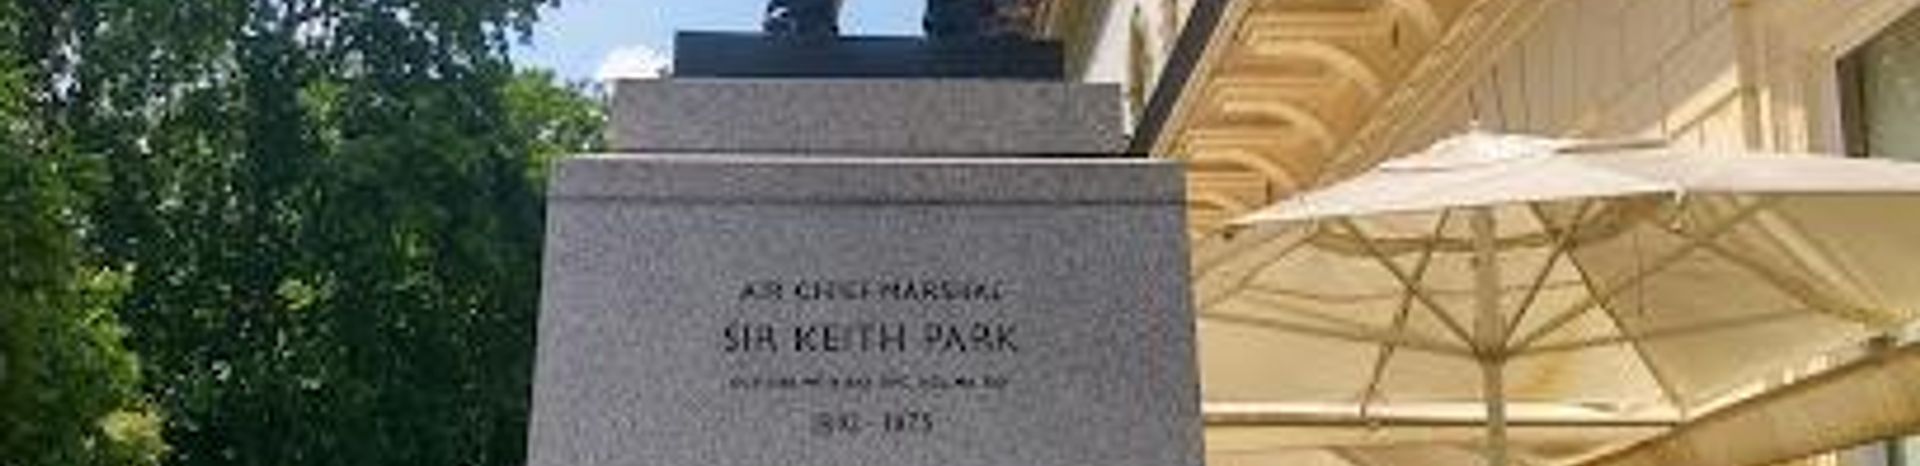 AIR CHIEF MARSHAL
SIR KEITH PARK
1892 - 1975